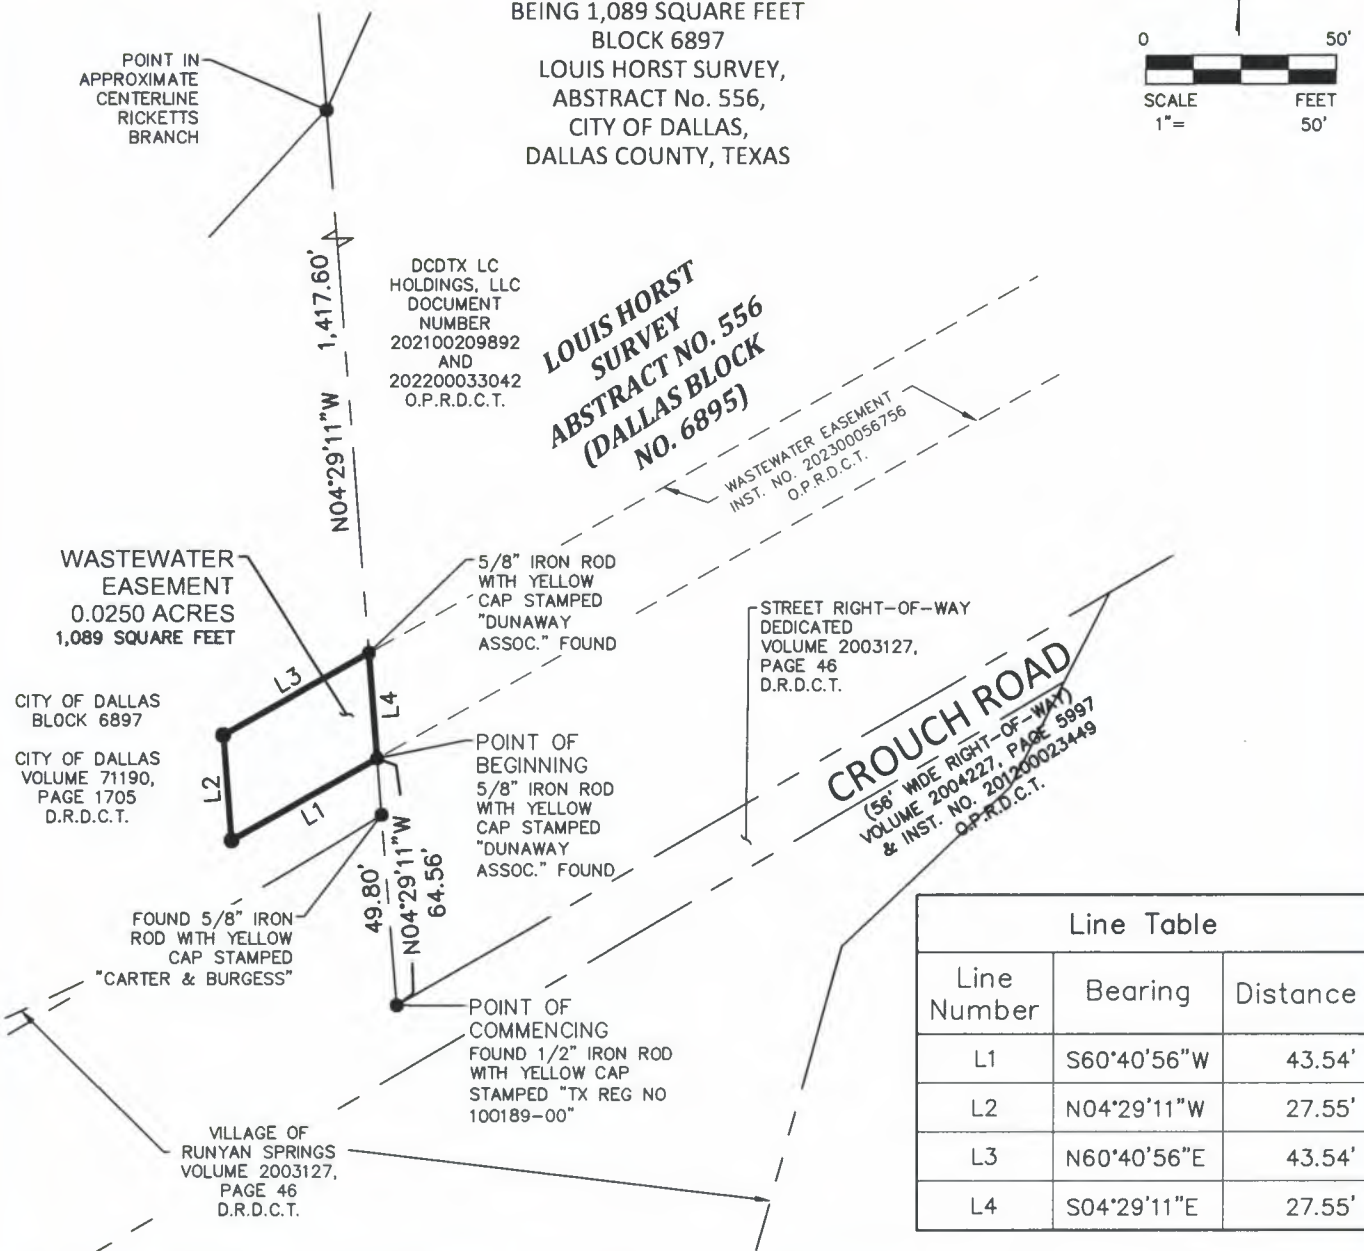 BEING 1,089 SQUARE FEET
BLOCK 6897
LOUIS HORST SURVEY,
ABSTRACT No. 556,
CITY OF DALLAS,
DALLAS COUNTY, TEXAS
0 50'
SCALE FEET
1"= 50'
POINT IN
APPROXIMATE
CENTERLINE
RICKETTS
BRANCH
N04°29'11"W 1,417.60'
DCDTX LC
HOLDINGS, LLC
DOCUMENT
NUMBER
202100209892
AND
202200033042
O.P.R.D.C.T.
LOUIS HORST
SURVEY
ABSTRACT NO. 556
(DALLAS BLOCK
NO. 6895)
WASTEWATER EASEMENT
INST. NO. 202300056756
O.P.R.D.C.T.
WASTEWATER
EASEMENT
0.0250 ACRES
1,089 SQUARE FEET
5/8" IRON ROD
WITH YELLOW
CAP STAMPED
"DUNAWAY
ASSOC." FOUND
STREET RIGHT-OF-WAY
DEDICATED
VOLUME 2003127,
PAGE 46
D.R.D.C.T.
CITY OF DALLAS
BLOCK 6897
CITY OF DALLAS
VOLUME 71190,
PAGE 1705
D.R.D.C.T.
L3
L4
L2
L1
POINT OF
BEGINNING
5/8" IRON ROD
WITH YELLOW
CAP STAMPED
"DUNAWAY
ASSOC." FOUND
CROUCH ROAD
(56' WIDE RIGHT-OF-WAY)
VOLUME 2004227, PAGE 5997
& INST. NO. 201200023449
O.P.R.D.C.T.
49.80'
N04°29'11"W
64.56'
FOUND 5/8" IRON
ROD WITH YELLOW
CAP STAMPED
"CARTER & BURGESS"
POINT OF
COMMENCING
FOUND 1/2" IRON ROD
WITH YELLOW CAP
STAMPED "TX REG NO
100189-00"
VILLAGE OF
RUNYAN SPRINGS
VOLUME 2003127,
PAGE 46
D.R.D.C.T.
Line Table
Line Number Bearing Distance
L1 S60°40'56"W 43.54'
L2 N04°29'11"W 27.55'
L3 N60°40'56"E 43.54'
L4 S04°29'11"E 27.55'